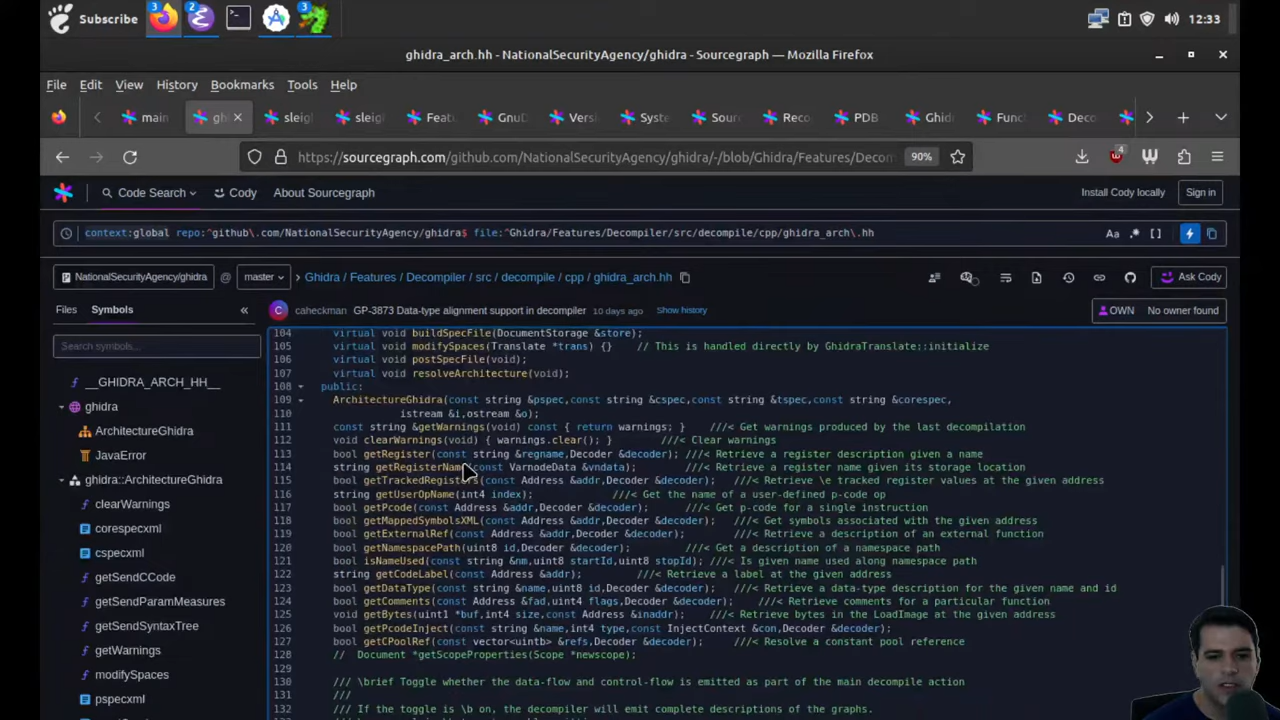 Subscribe 3 2 3 12:33
ghidra_arch.hh - NationalSecurityAgency/ghidra - Sourcegraph — Mozilla Firefox
File Edit View History Bookmarks Tools Help
main gh sleigl sleigl Featu GnuD Versi Syste Sourc Reco PDB Ghid Funct Deco
https://sourcegraph.com/github.com/NationalSecurityAgency/ghidra/-/blob/Ghidra/Features/Decon 90% 4
Code Search Cody About Sourcegraph Install Cody locally Sign in
context:global repo:^github\.com/NationalSecurityAgency/ghidra$ file:^Ghidra/Features/Decompiler/src/decompile/cpp/ghidra_arch\.hh Aa .* []
NationalSecurityAgency/ghidra @ master Ghidra / Features / Decompiler / src / decompile / cpp / ghidra_arch.hh Ask Cody
Files Symbols « C caheckman GP-3873 Data-type alignment support in decompiler 10 days ago Show history OWN No owner found
Search symbols...
__GHIDRA_ARCH_HH__
ghidra
ArchitectureGhidra
JavaError
ghidra::ArchitectureGhidra
clearWarnings
corespecxml
cspecxml
getSendCCode
getSendParamMeasures
getSendSyntaxTree
getWarnings
modifySpaces
pspecxml
104 virtual void buildSpecFile(DocumentStorage &store);
105 virtual void modifySpaces(Translate *trans) {} // This is handled directly by GhidraTranslate::initialize
106 virtual void postSpecFile(void);
107 virtual void resolveArchitecture(void);
108 public:
109 ArchitectureGhidra(const string &pspec,const string &cspec,const string &tspec,const string &corespec,
110 istream &i,ostream &o);
111 const string &getWarnings(void) const { return warnings; } ///< Get warnings produced by the last decompilation
112 void clearWarnings(void) { warnings.clear(); } ///< Clear warnings
113 bool getRegister(const string &regname,Decoder &decoder); ///< Retrieve a register description given a name
114 string getRegisterName(const VarnodeData &vndata); ///< Retrieve a register name given its storage location
115 bool getTrackedRegisters(const Address &addr,Decoder &decoder); ///< Retrieve \e tracked register values at the given address
116 string getUserOpName(int4 index); ///< Get the name of a user-defined p-code op
117 bool getPcode(const Address &addr,Decoder &decoder); ///< Get p-code for a single instruction
118 bool getMappedSymbolsXML(const Address &addr,Decoder &decoder); ///< Get symbols associated with the given address
119 bool getExternalRef(const Address &addr,Decoder &decoder); ///< Retrieve a description of an external function
120 bool getNamespacePath(uint8 id,Decoder &decoder); ///< Get a description of a namespace path
121 bool isNameUsed(const string &nm,uint8 startId,uint8 stopId); ///< Is given name used along namespace path
122 string getCodeLabel(const Address &addr); ///< Retrieve a label at the given address
123 bool getDataType(const string &name,uint8 id,Decoder &decoder); ///< Retrieve a data-type description for the given name and id
124 bool getComments(const Address &fad,uint4 flags,Decoder &decoder); ///< Retrieve comments for a particular function
125 void getBytes(uint1 *buf,int4 size,const Address &inaddr); ///< Retrieve bytes in the LoadImage at the given address
126 bool getPcodeInject(const string &name,int4 type,const InjectContext &con,Decoder &decoder);
127 bool getCPoolRef(const vector<uintb> &refs,Decoder &decoder); ///< Resolve a constant pool reference
128 // Document *getScopeProperties(Scope *newscope);
129
130 /// \brief Toggle whether the data-flow and control-flow is emitted as part of the main decompile action
131 ///
132 /// If the toggle is \b on, the decompiler will emit complete descriptions of the graphs.